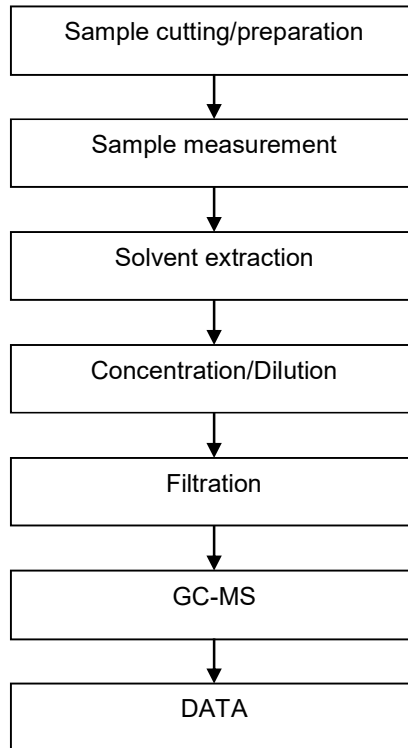 Sample cutting/preparation
Sample measurement
Solvent extraction
Concentration/Dilution
Filtration
GC-MS
DATA